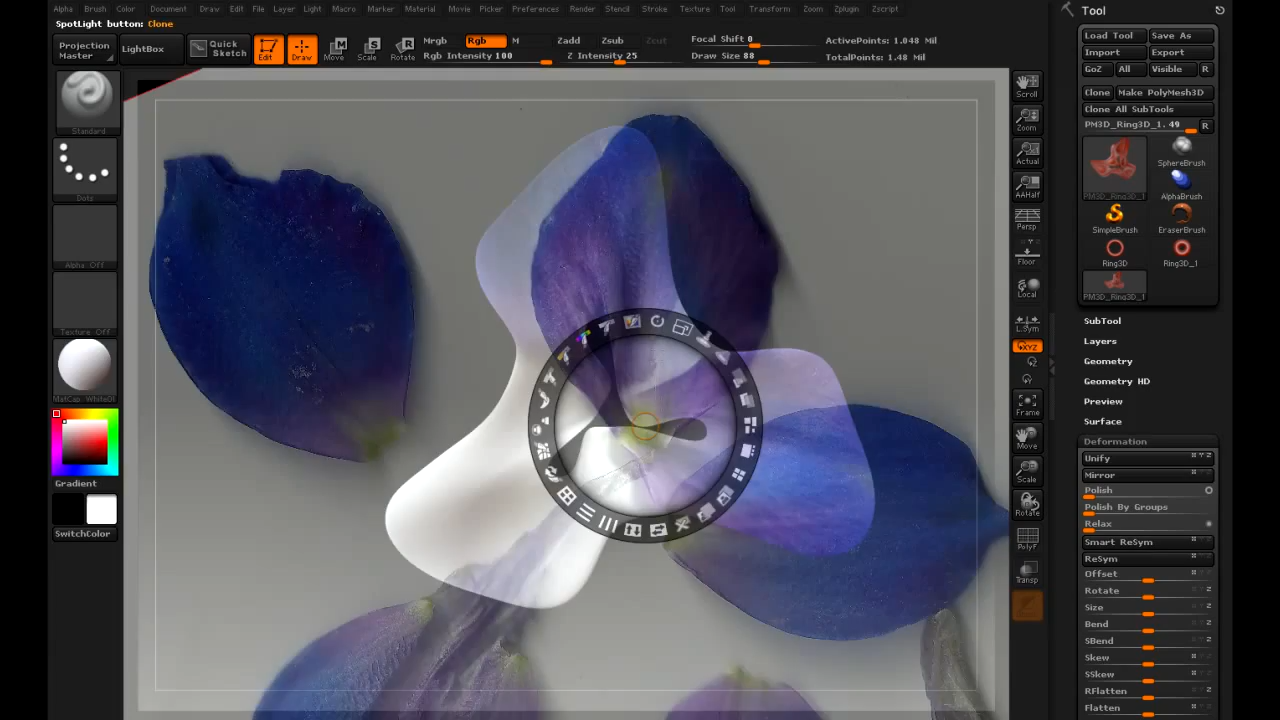 Alpha Brush Color Document Draw Edit File Layer Light Macro Marker Material Movie Picker Preferences Render Stencil Stroke Texture Tool Transform Zoom Zplugin Zscript
SpotLight button: Clone
Projection Master
LightBox
Quick Sketch
Edit
Draw
Move
Scale
Rotate
Mrgb Rgb M
Rgb Intensity 100
Zadd Zsub Zcut
Z Intensity 25
Focal Shift 0
Draw Size 88
ActivePoints: 1.048 Mil
TotalPoints: 1.48 Mil
Standard
Dots
Alpha Off
Texture Off
MatCap White01
Gradient
SwitchColor
Scroll
Zoom
Actual
AAHalf
Persp
Floor
Local
L.Sym
XYZ
Frame
Move
Scale
Rotate
PolyF
Transp
Tool
Load Tool Save As
Import Export
GoZ All Visible R
Clone Make PolyMesh3D
Clone All SubTools
PM3D_Ring3D_1. 49 R
PM3D_Ring3D_1
SphereBrush
AlphaBrush
SimpleBrush
EraserBrush
Ring3D
Ring3D_1
PM3D_Ring3D_1
SubTool
Layers
Geometry
Geometry HD
Preview
Surface
Deformation
Unify
Mirror
Polish
Polish By Groups
Relax
Smart ReSym
ReSym
Offset
Rotate
Size
Bend
SBend
Skew
SSkew
RFlatten
Flatten